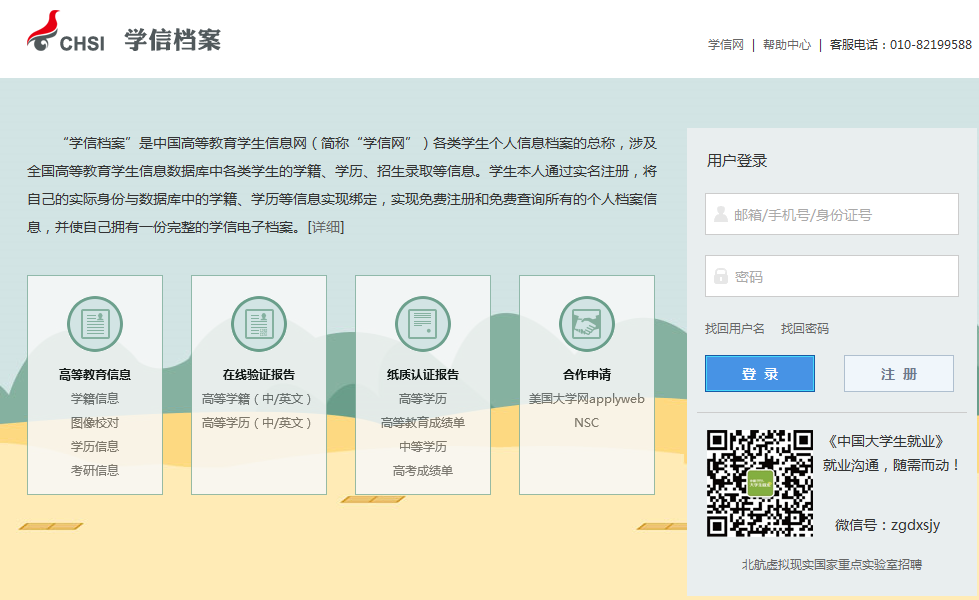 CHSI 学信档案
学信网 | 帮助中心 | 客服电话：010-82199588
“学信档案”是中国高等教育学生信息网（简称“学信网”）各类学生个人信息档案的总称，涉及
全国高等教育学生信息数据库中各类学生的学籍、学历、招生录取等信息。学生本人通过实名注册，将
自己的实际身份与数据库中的学籍、学历等信息实现绑定，实现免费注册和免费查询所有的个人档案信
息，并使自己拥有一份完整的学信电子档案。[详细]
高等教育信息
学籍信息
图像校对
学历信息
考研信息
在线验证报告
高等学籍（中/英文）
高等学历（中/英文）
纸质认证报告
高等学历
高等教育成绩单
中等学历
高考成绩单
合作申请
美国大学网applyweb
NSC
用户登录
邮箱/手机号/身份证号
密码
找回用户名 找回密码
登 录 注 册
《中国大学生就业》
就业沟通，随需而动！
微信号：zgdxsjy
北航虚拟现实国家重点实验室招聘